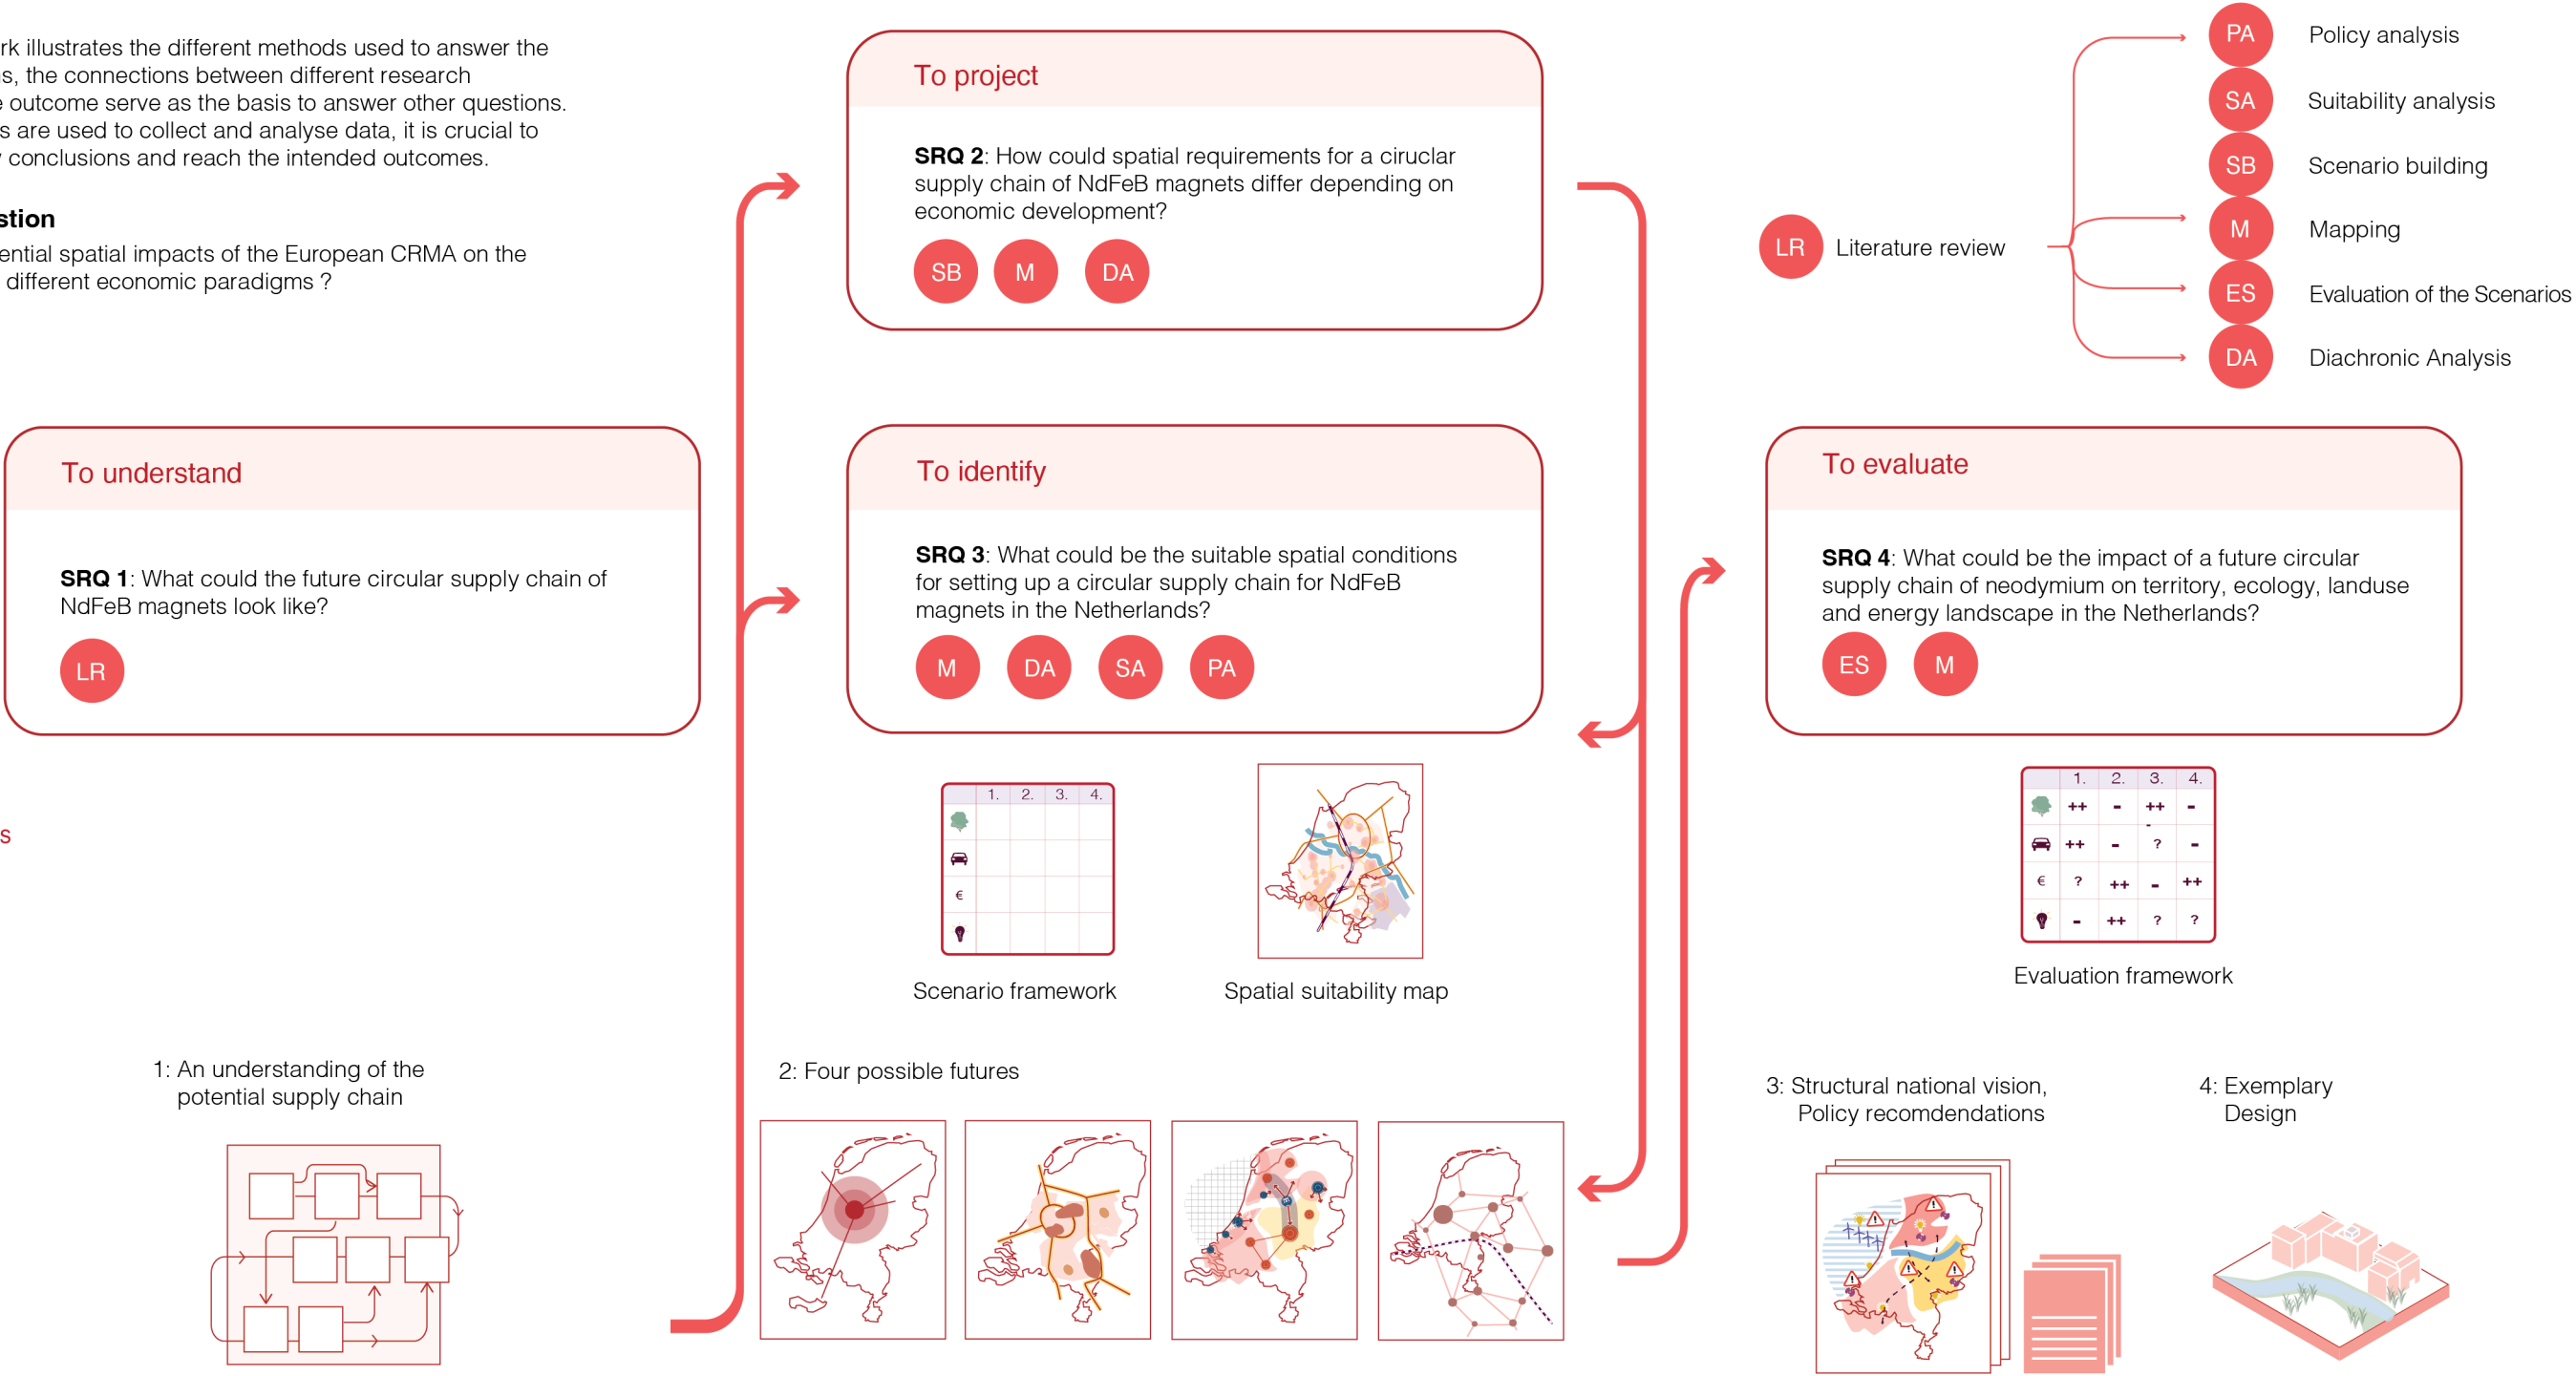 rk illustrates the different methods used to answer the
s, the connections between different research
e outcome serve as the basis to answer other questions.
s are used to collect and analyse data, it is crucial to
conclusions and reach the intended outcomes.
stion
ential spatial impacts of the European CRMA on the
different economic paradigms ?
To project
SRQ 2: How could spatial requirements for a ciruclar
supply chain of NdFeB magnets differ depending on
economic development?
SB M DA
LR Literature review
PA Policy analysis
SA Suitability analysis
SB Scenario building
M Mapping
ES Evaluation of the Scenarios
DA Diachronic Analysis
To understand
SRQ 1: What could the future circular supply chain of
NdFeB magnets look like?
LR
To identify
SRQ 3: What could be the suitable spatial conditions
for setting up a circular supply chain for NdFeB
magnets in the Netherlands?
M DA SA PA
To evaluate
SRQ 4: What could be the impact of a future circular
supply chain of neodymium on territory, ecology, landuse
and energy landscape in the Netherlands?
ES M
s
1. 2. 3. 4.
€
Scenario framework
Spatial suitability map
1. 2. 3. 4.
++ - ++ -
-
++ - ? -
€ ? ++ - ++
- ++ ? ?
Evaluation framework
1: An understanding of the
potential supply chain
2: Four possible futures
3: Structural national vision,
Policy recomdendations
4: Exemplary
Design